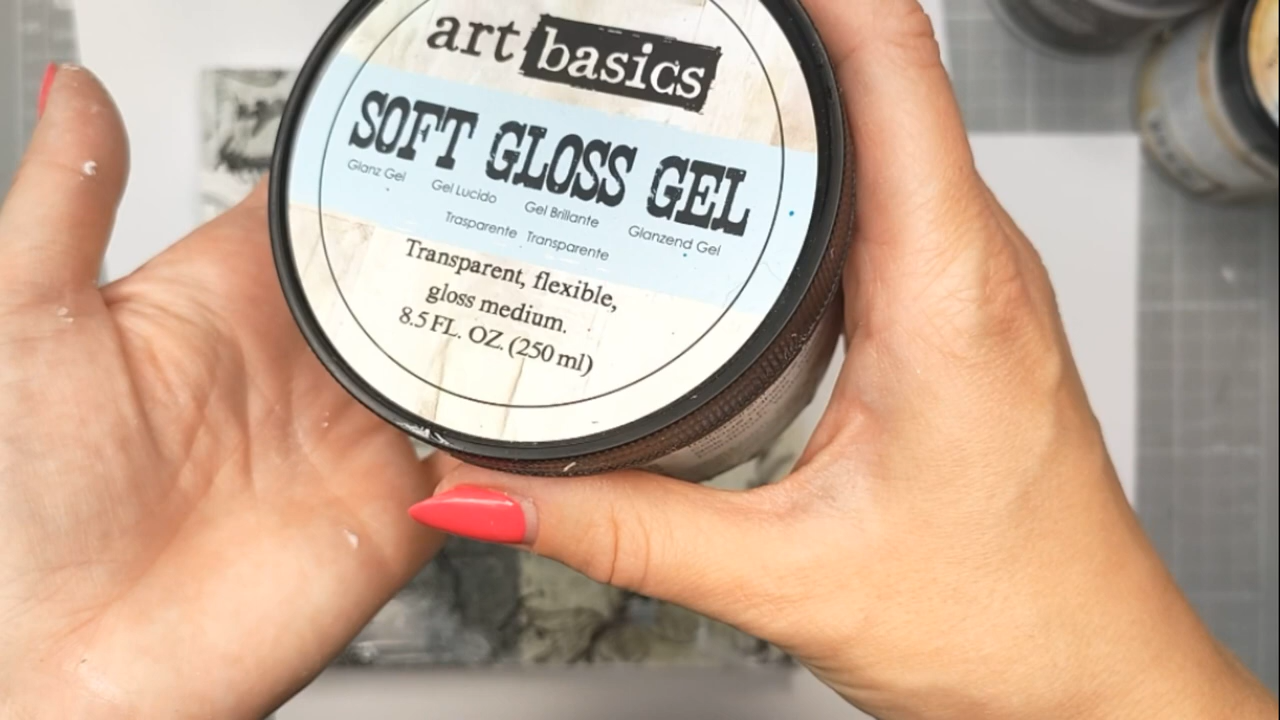 art basics
SOFT GLOSS GEL
Glanz Gel Gel Lucido Gel Brillante Glanzend Gel
Trasparente Transparente
Transparent, flexible,
gloss medium.
8.5 FL. OZ. (250 ml)